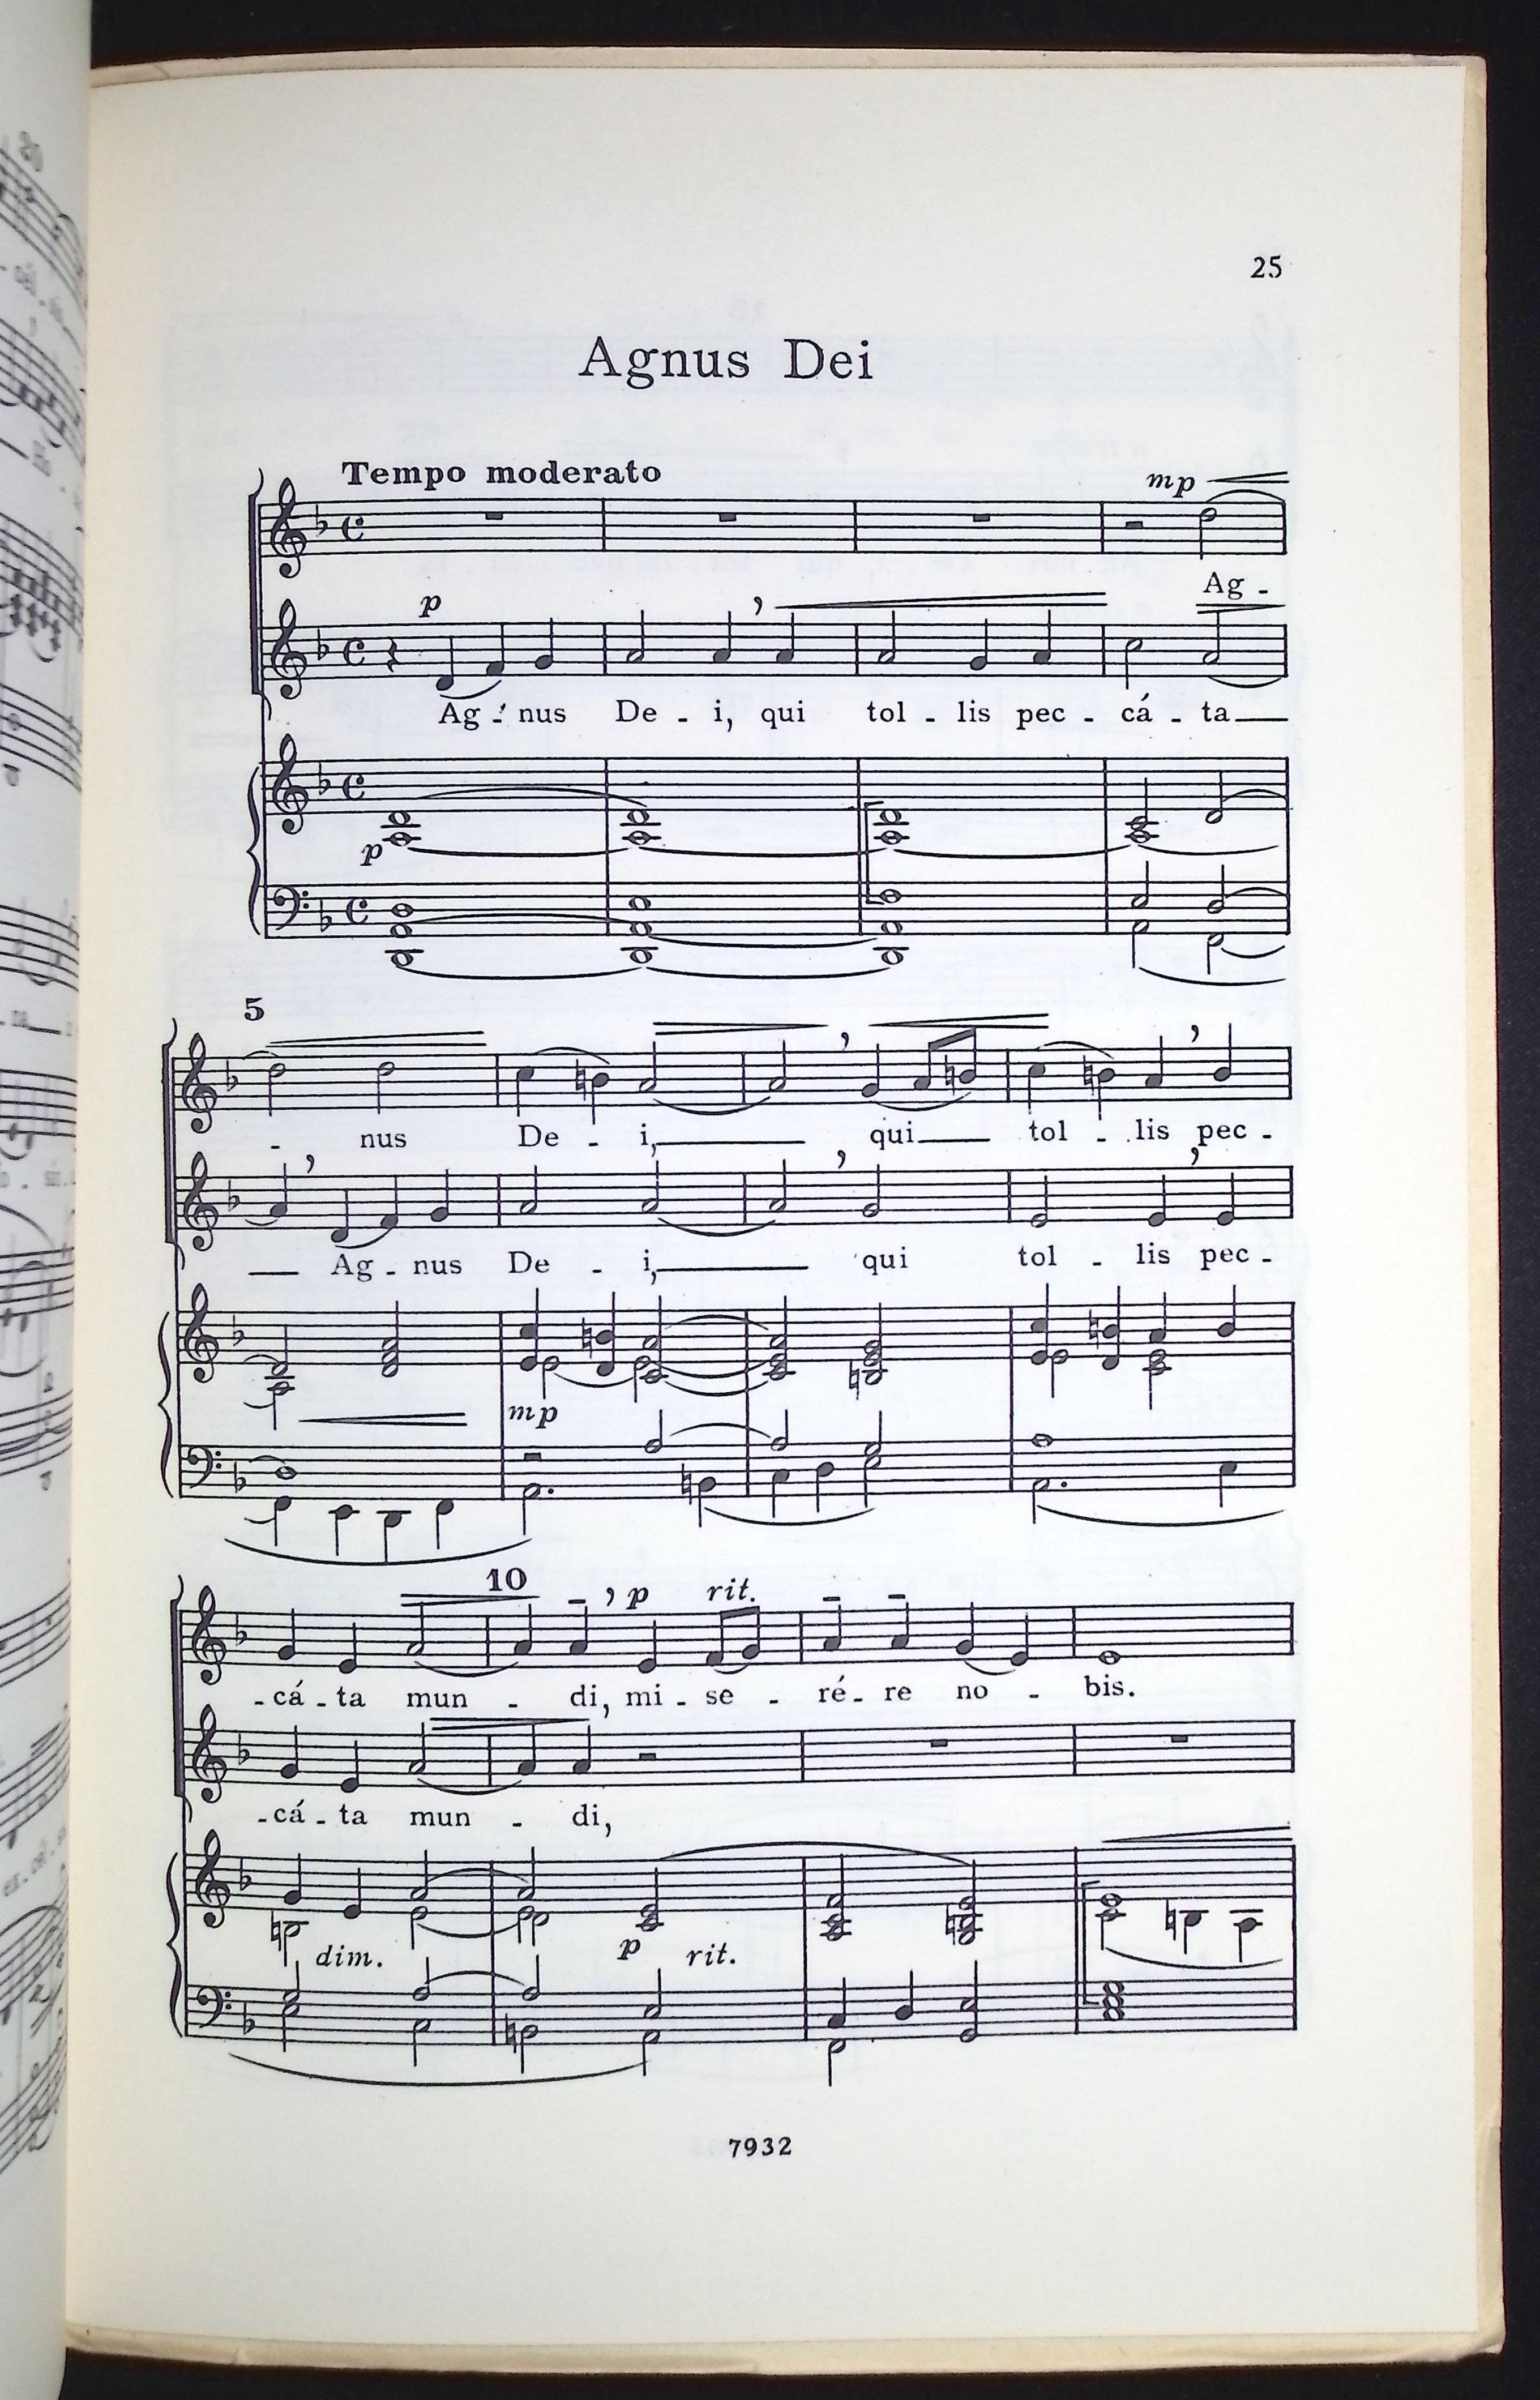 25
Agnus Dei
Tempo moderato
mp
Ag -
p
Ag - nus De - i, qui tol - lis pec - cá - ta
p
5
- nus De - i, qui tol - lis pec -
Ag - nus De - i, qui tol - lis pec -
mp
10
p rit.
- cá - ta mun - di, mi - se - ré - re no - bis.
- cá - ta mun - di,
dim. p rit.
7932